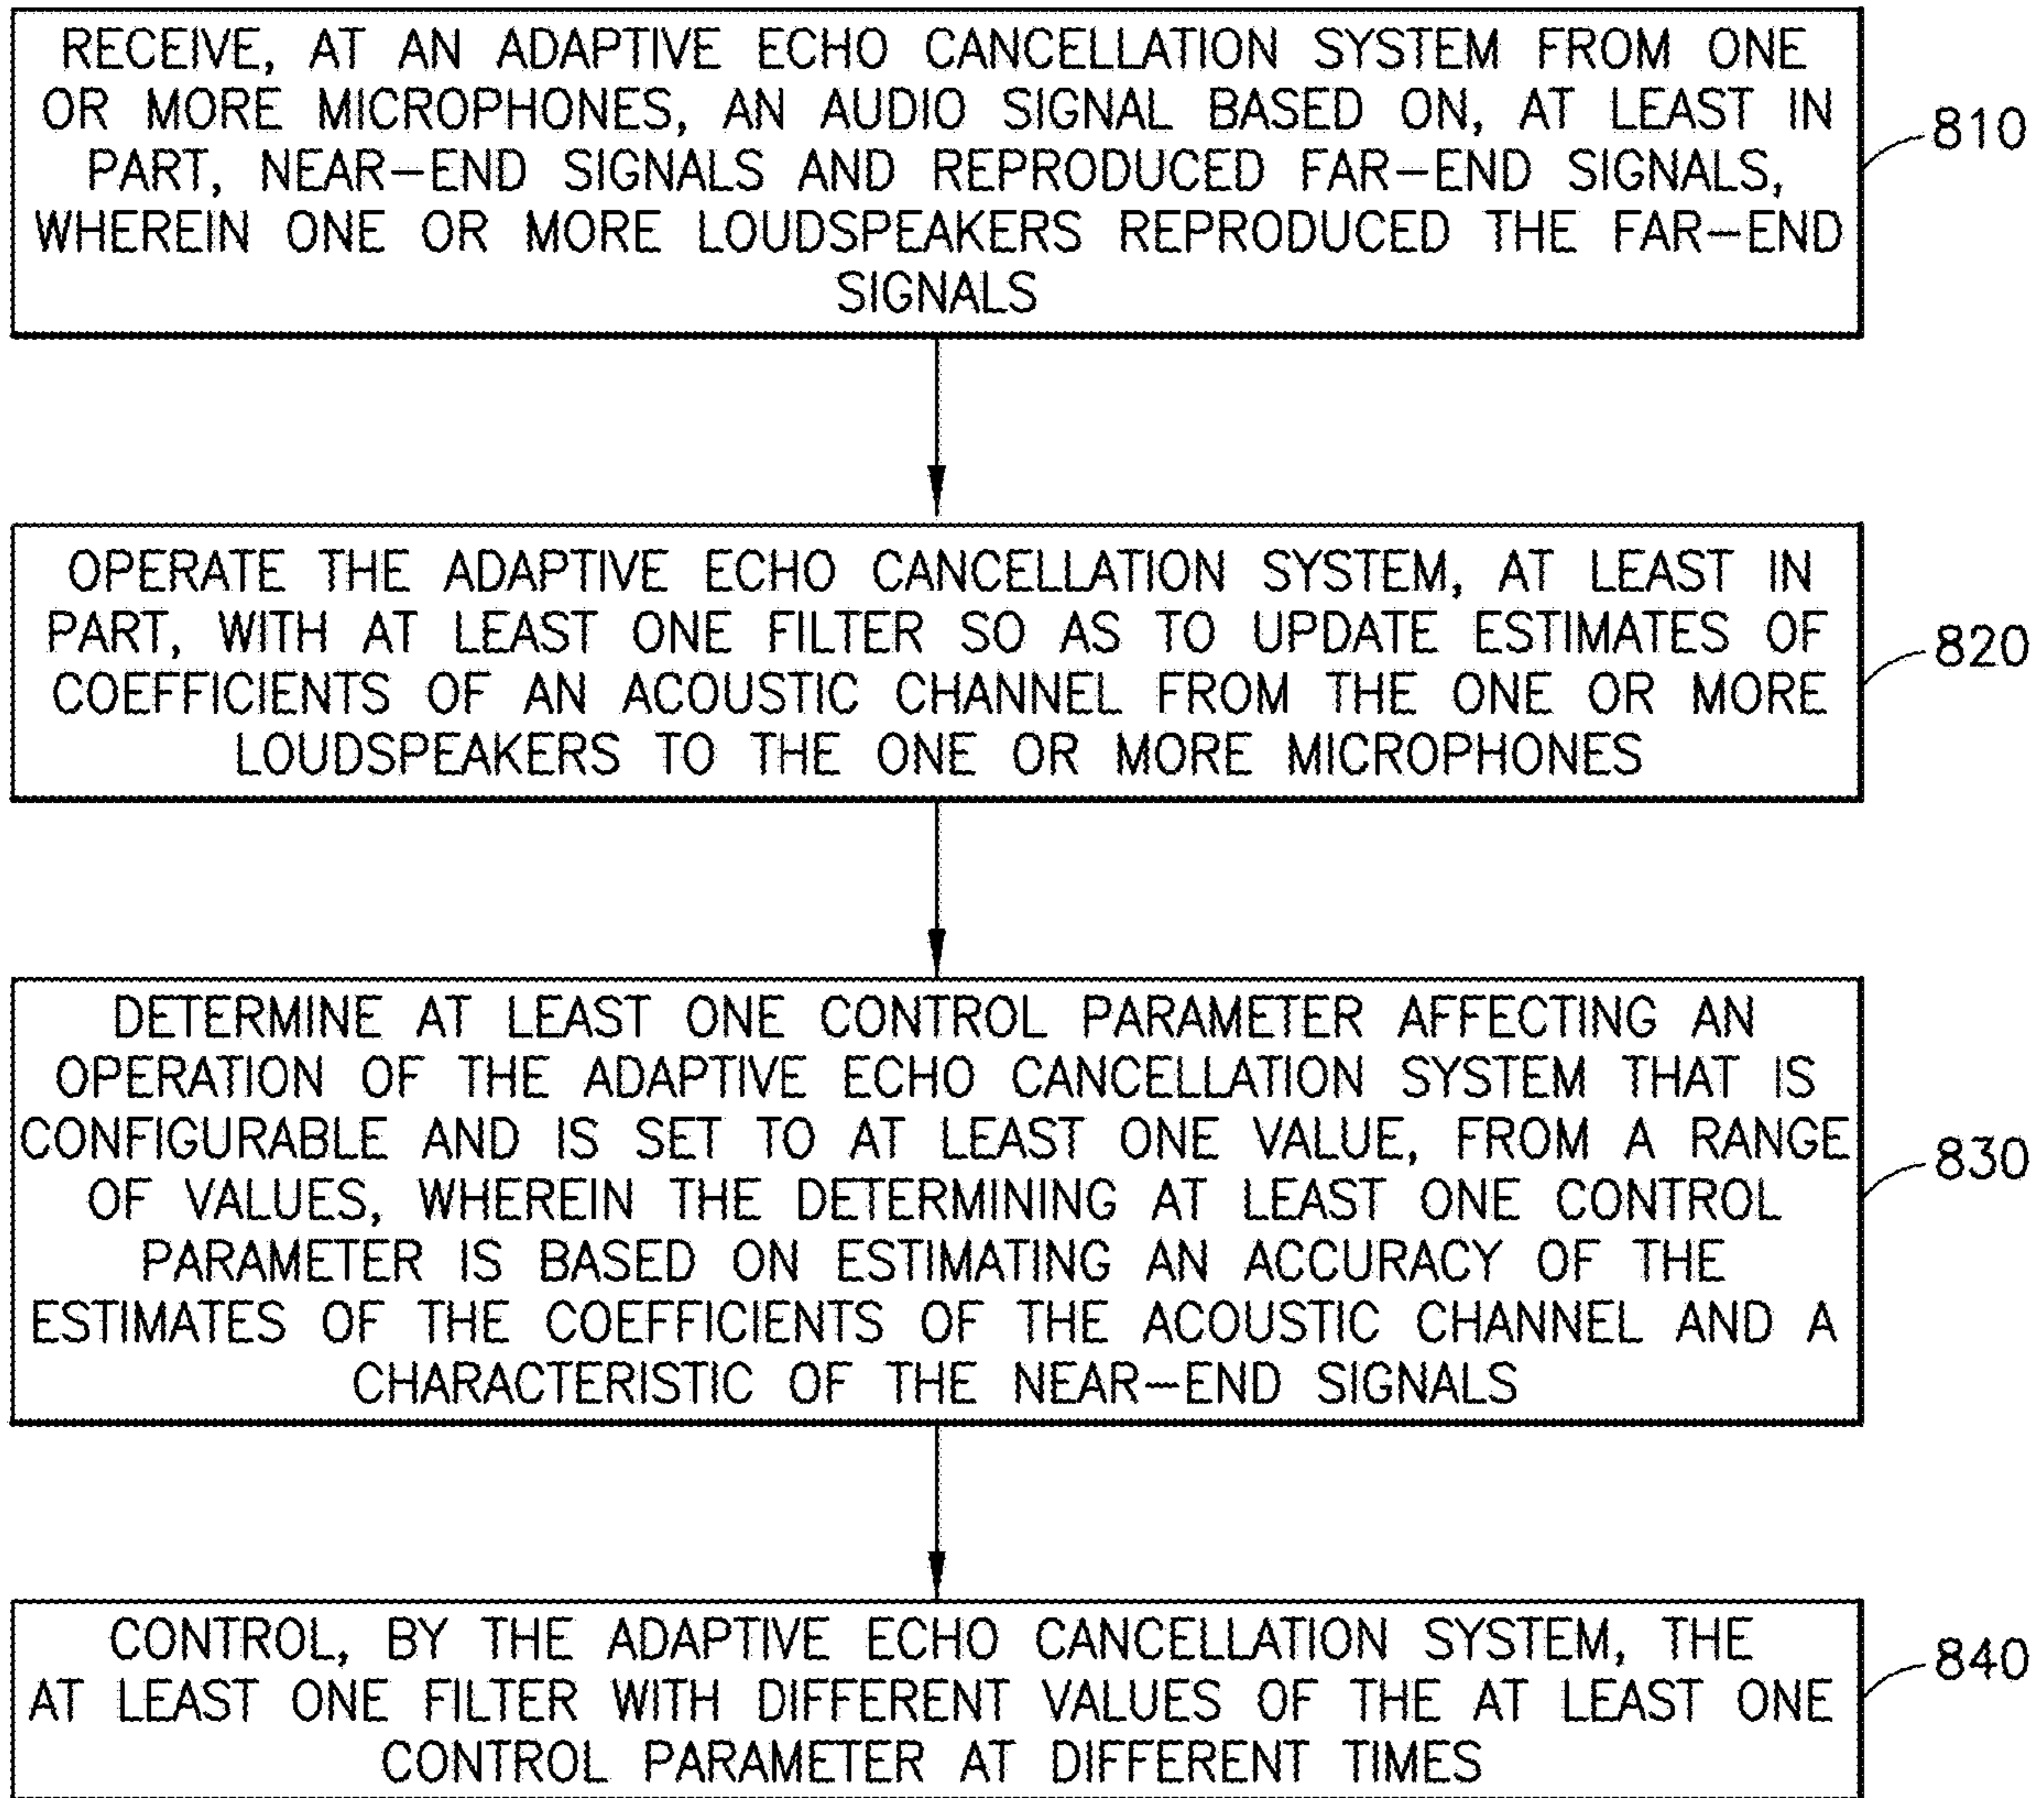 RECEIVE, AT AN ADAPTIVE ECHO CANCELLATION SYSTEM FROM ONE
OR MORE MICROPHONES, AN AUDIO SIGNAL BASED ON, AT LEAST IN
PART, NEAR-END SIGNALS AND REPRODUCED FAR-END SIGNALS,
WHEREIN ONE OR MORE LOUDSPEAKERS REPRODUCED THE FAR-END
SIGNALS
810
OPERATE THE ADAPTIVE ECHO CANCELLATION SYSTEM, AT LEAST IN
PART, WITH AT LEAST ONE FILTER SO AS TO UPDATE ESTIMATES OF
COEFFICIENTS OF AN ACOUSTIC CHANNEL FROM THE ONE OR MORE
LOUDSPEAKERS TO THE ONE OR MORE MICROPHONES
820
DETERMINE AT LEAST ONE CONTROL PARAMETER AFFECTING AN
OPERATION OF THE ADAPTIVE ECHO CANCELLATION SYSTEM THAT IS
CONFIGURABLE AND IS SET TO AT LEAST ONE VALUE, FROM A RANGE
OF VALUES, WHEREIN THE DETERMINING AT LEAST ONE CONTROL
PARAMETER IS BASED ON ESTIMATING AN ACCURACY OF THE
ESTIMATES OF THE COEFFICIENTS OF THE ACOUSTIC CHANNEL AND A
CHARACTERISTIC OF THE NEAR-END SIGNALS
830
CONTROL, BY THE ADAPTIVE ECHO CANCELLATION SYSTEM, THE
AT LEAST ONE FILTER WITH DIFFERENT VALUES OF THE AT LEAST ONE
CONTROL PARAMETER AT DIFFERENT TIMES
840